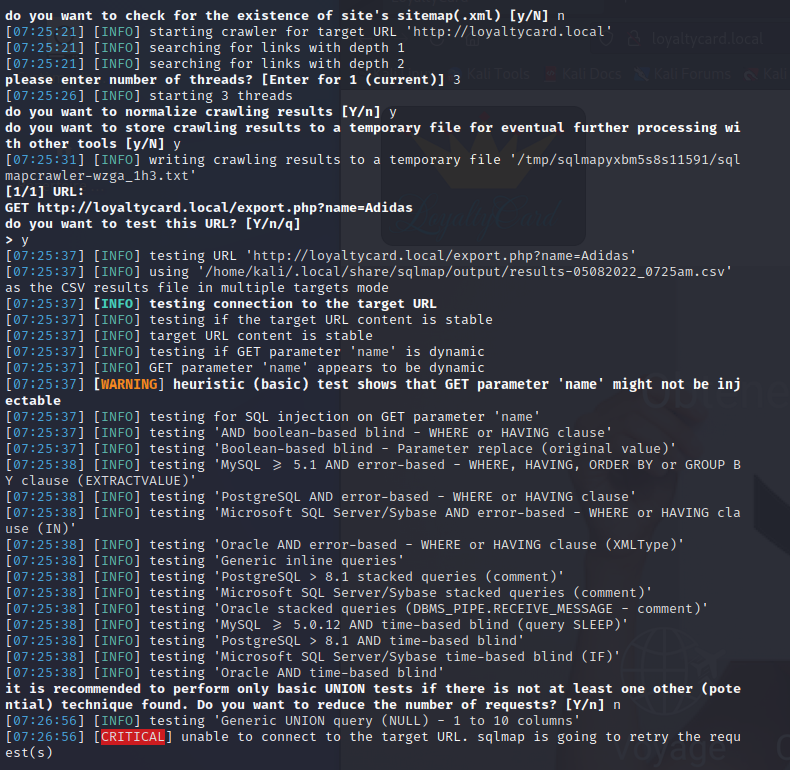 do you want to check for the existence of site's sitemap(.xml) [y/N] n
[07:25:21] [INFO] starting crawler for target URL 'http://loyaltycard.local'
[07:25:21] [INFO] searching for links with depth 1
[07:25:21] [INFO] searching for links with depth 2
please enter number of threads? [Enter for 1 (current)] 3
[07:25:26] [INFO] starting 3 threads
do you want to normalize crawling results [Y/n] y
do you want to store crawling results to a temporary file for eventual further processing wi
th other tools [y/N] y
[07:25:31] [INFO] writing crawling results to a temporary file '/tmp/sqlmapyxbm5s8s11591/sql
mapcrawler-wzga_1h3.txt'
[1/1] URL:
GET http://loyaltycard.local/export.php?name=Adidas
do you want to test this URL? [Y/n/q]
> y
[07:25:37] [INFO] testing URL 'http://loyaltycard.local/export.php?name=Adidas'
[07:25:37] [INFO] using '/home/kali/.local/share/sqlmap/output/results-05082022_0725am.csv'
as the CSV results file in multiple targets mode
[07:25:37] [INFO] testing connection to the target URL
[07:25:37] [INFO] testing if the target URL content is stable
[07:25:37] [INFO] target URL content is stable
[07:25:37] [INFO] testing if GET parameter 'name' is dynamic
[07:25:37] [INFO] GET parameter 'name' appears to be dynamic
[07:25:37] [WARNING] heuristic (basic) test shows that GET parameter 'name' might not be inj
ectable
[07:25:37] [INFO] testing for SQL injection on GET parameter 'name'
[07:25:37] [INFO] testing 'AND boolean-based blind - WHERE or HAVING clause'
[07:25:37] [INFO] testing 'Boolean-based blind - Parameter replace (original value)'
[07:25:38] [INFO] testing 'MySQL ≥ 5.1 AND error-based - WHERE, HAVING, ORDER BY or GROUP B
Y clause (EXTRACTVALUE)'
[07:25:38] [INFO] testing 'PostgreSQL AND error-based - WHERE or HAVING clause'
[07:25:38] [INFO] testing 'Microsoft SQL Server/Sybase AND error-based - WHERE or HAVING cla
use (IN)'
[07:25:38] [INFO] testing 'Oracle AND error-based - WHERE or HAVING clause (XMLType)'
[07:25:38] [INFO] testing 'Generic inline queries'
[07:25:38] [INFO] testing 'PostgreSQL > 8.1 stacked queries (comment)'
[07:25:38] [INFO] testing 'Microsoft SQL Server/Sybase stacked queries (comment)'
[07:25:38] [INFO] testing 'Oracle stacked queries (DBMS_PIPE.RECEIVE_MESSAGE - comment)'
[07:25:38] [INFO] testing 'MySQL ≥ 5.0.12 AND time-based blind (query SLEEP)'
[07:25:38] [INFO] testing 'PostgreSQL > 8.1 AND time-based blind'
[07:25:38] [INFO] testing 'Microsoft SQL Server/Sybase time-based blind (IF)'
[07:25:38] [INFO] testing 'Oracle AND time-based blind'
it is recommended to perform only basic UNION tests if there is not at least one other (pote
ntial) technique found. Do you want to reduce the number of requests? [Y/n] n
[07:26:56] [INFO] testing 'Generic UNION query (NULL) - 1 to 10 columns'
[07:26:56] [CRITICAL] unable to connect to the target URL. sqlmap is going to retry the requ
est(s)
loyaltycard.local
Kali Tools
Kali Docs
Kali Forums
Kali
Loyalty Card
Voyage